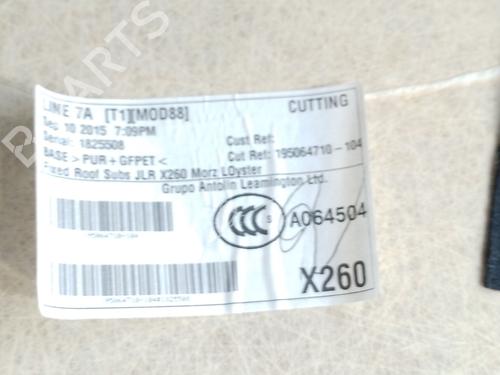 LINE 7A [T1][MOD88]
CUTTING
Sep 10 2015 7:09PM
Serial: 1825508
Cust Ref:
Cut Ref: 195064710-104
BASE > PUR + GFPET <
Fixed Roof Subs JLR X260 Morz LOyster
Grupo Antolin Leamington Ltd.
CCC S
A064504
X260